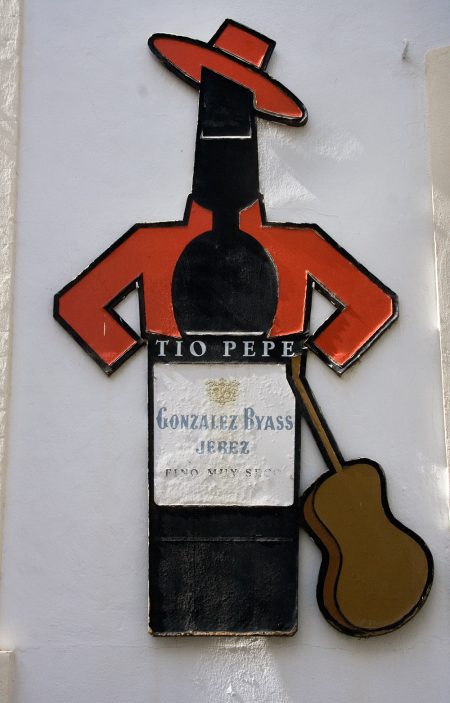 TIO PEPE
GONZALEZ BYASS
JEREZ
FINO MUY SECO